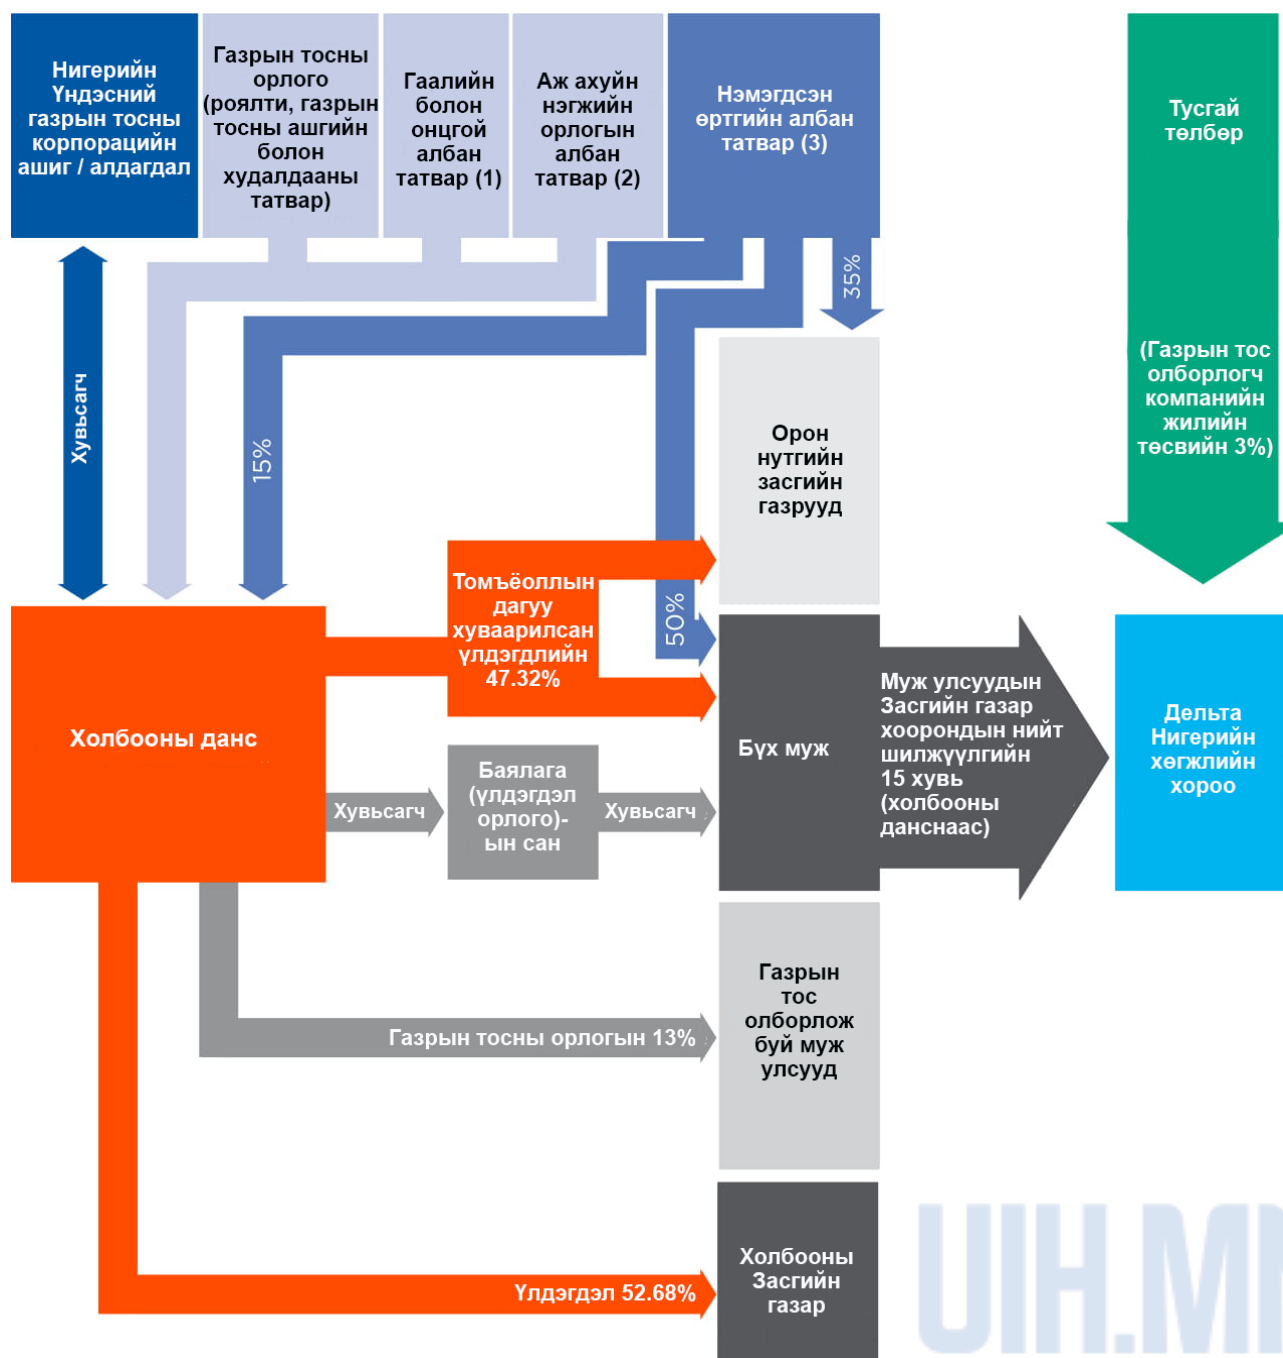 Нигерийн
Үндэсний
газрын тосны
корпорацийн
ашиг / алдагдал
Газрын тосны
орлого
(роялти, газрын
тосны ашгийн
болон
худалдааны
татвар)
Гаалийн
болон
онцгой
албан
татвар (1)
Аж ахуйн
нэгжийн
орлогын
албан
татвар (2)
Нэмэгдсэн
өртгийн албан
татвар (3)
Тусгай
төлбөр
(Газрын тос
олборлогч
компанийн
жилийн
төсвийн 3%)
Хувьсагч
15%
50%
35%
Орон
нутгийн
засгийн
газрууд
Томъёоллын
дагуу
хуваарилсан
үлдэгдлийн
47.32%
Холбооны данс
Хувьсагч
Баялага
(үлдэгдэл
орлого)-
ын сан
Хувьсагч
Бүх муж
Муж улсуудын
Засгийн газар
хоорондын нийт
шилжүүлгийн
15 хувь
(холбооны
данснаас)
Дельта
Нигерийн
хөгжлийн
хороо
Газрын тосны орлогын 13%
Газрын
тос
олборлож
буй муж
улсууд
Үлдэгдэл 52.68%
Холбооны
Засгийн
газар
UIH.MN